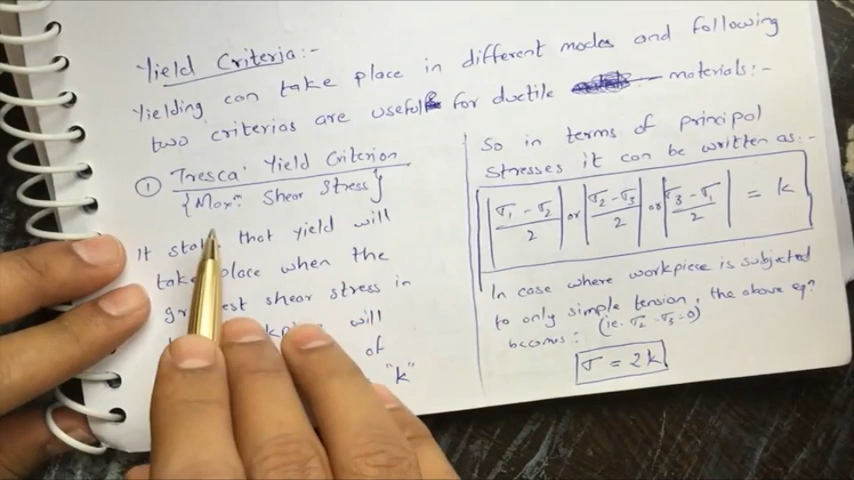 Yield Criteria:-
Yielding can take place in different modes and following
two criterias are useful for ductile materials:-
① Tresca Yield Criterion
{Maxm Shear Stress}
It sta that yield will
take place when the
gr st shear stress in
will
of
"k"
So in terms of principal
stresses it can be written as:-
|σ1 - σ2 / 2| or |σ2 - σ3 / 2| or |σ3 - σ1 / 2| = k
In case where workpiece is subjected
to only simple tension, the above eqn
becomes: (ie. σ2 = σ3 = 0)
σ = 2k